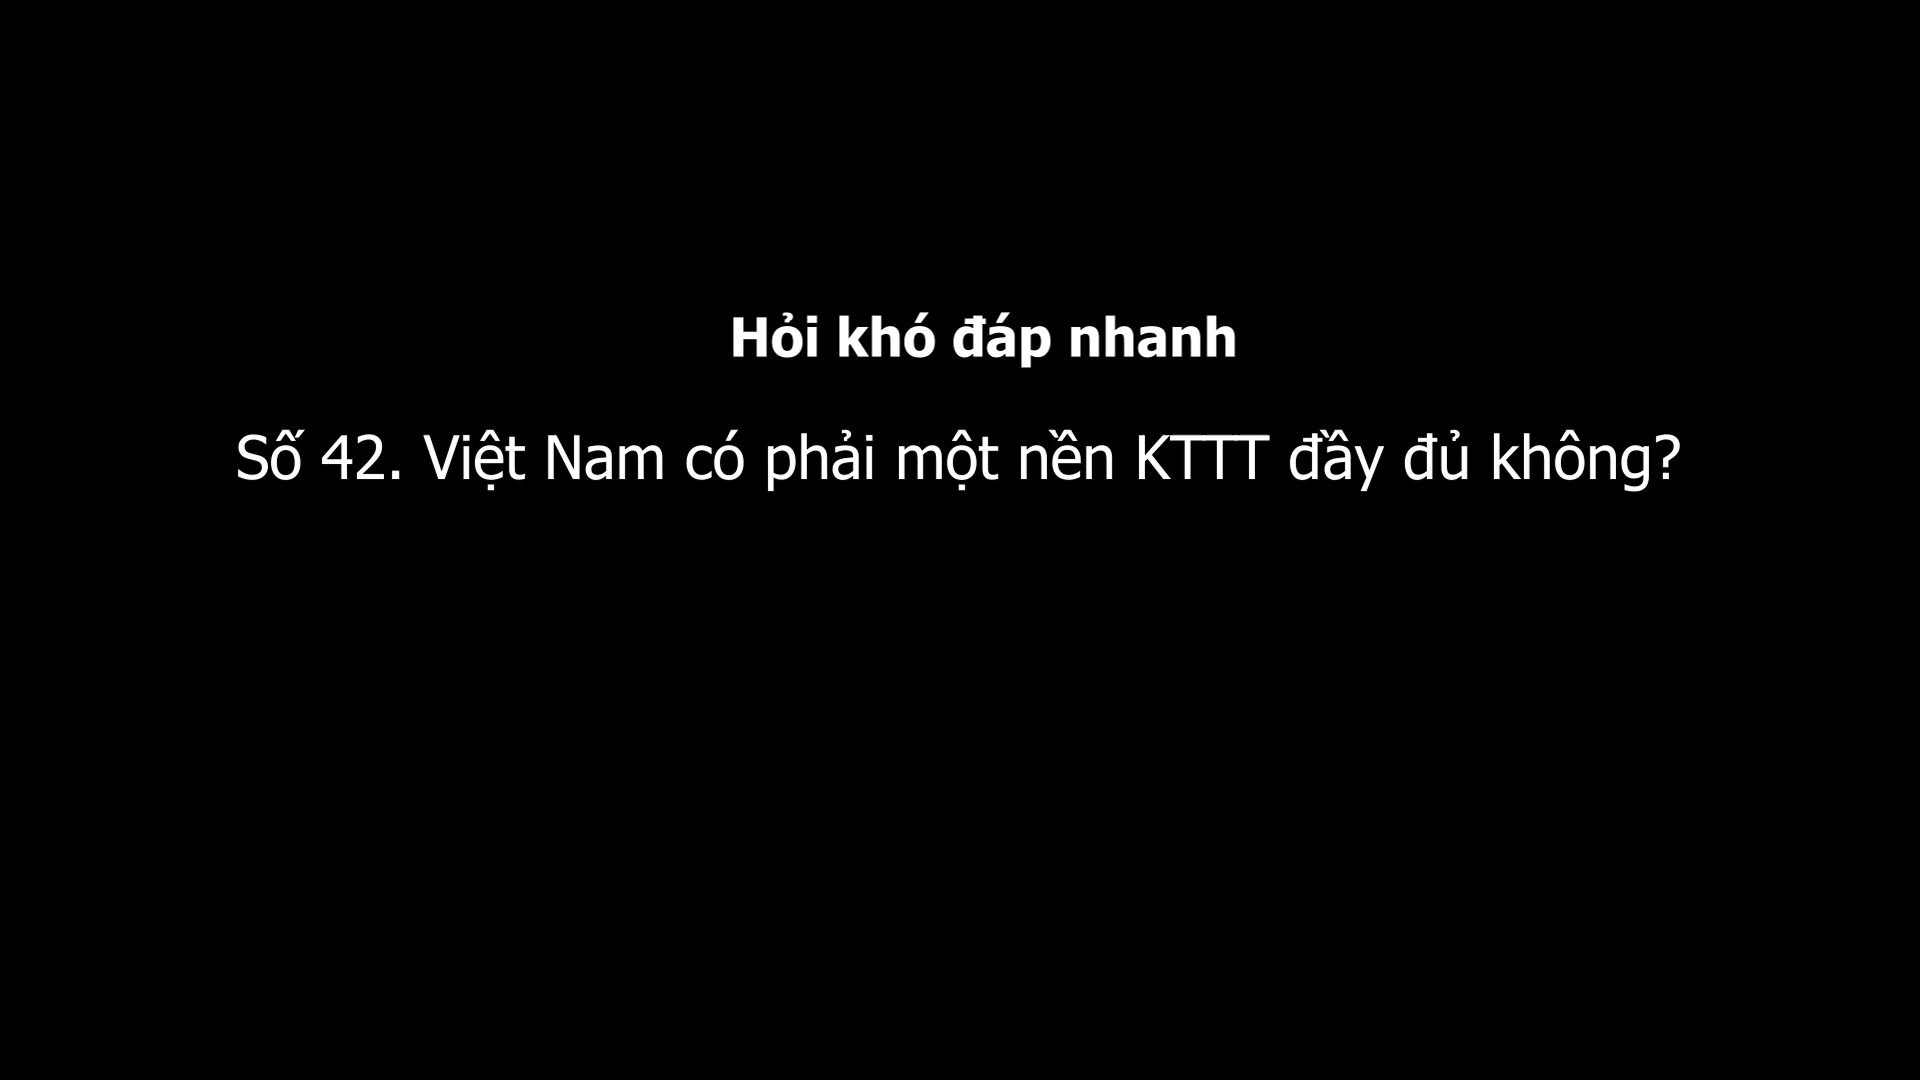 Hỏi khó đáp nhanh
Số 42. Việt Nam có phải một nền KTTT đầy đủ không?